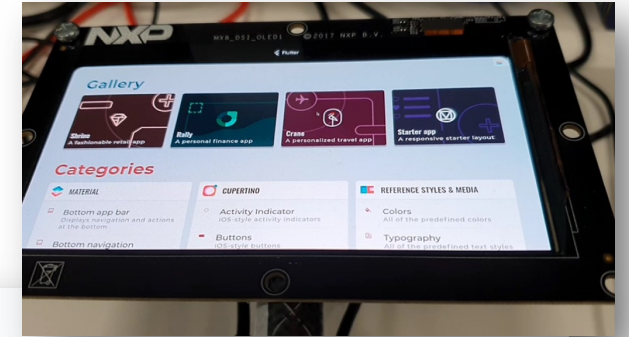 NXP
MX8_DSI_OLED1 ©2017 NXP B.V.
Flutter
Gallery
Shrine
A fashionable retail app
Rally
A personal finance app
Crane
A personalized travel app
Starter app
A responsive starter layout
Categories
MATERIAL
Bottom app bar
Displays navigation and actions
at the bottom
Bottom navigation
CUPERTINO
Activity Indicator
iOS-style activity indicators
Buttons
iOS-style buttons
REFERENCE STYLES & MEDIA
Colors
All of the predefined colors
Typography
All of the predefined text styles